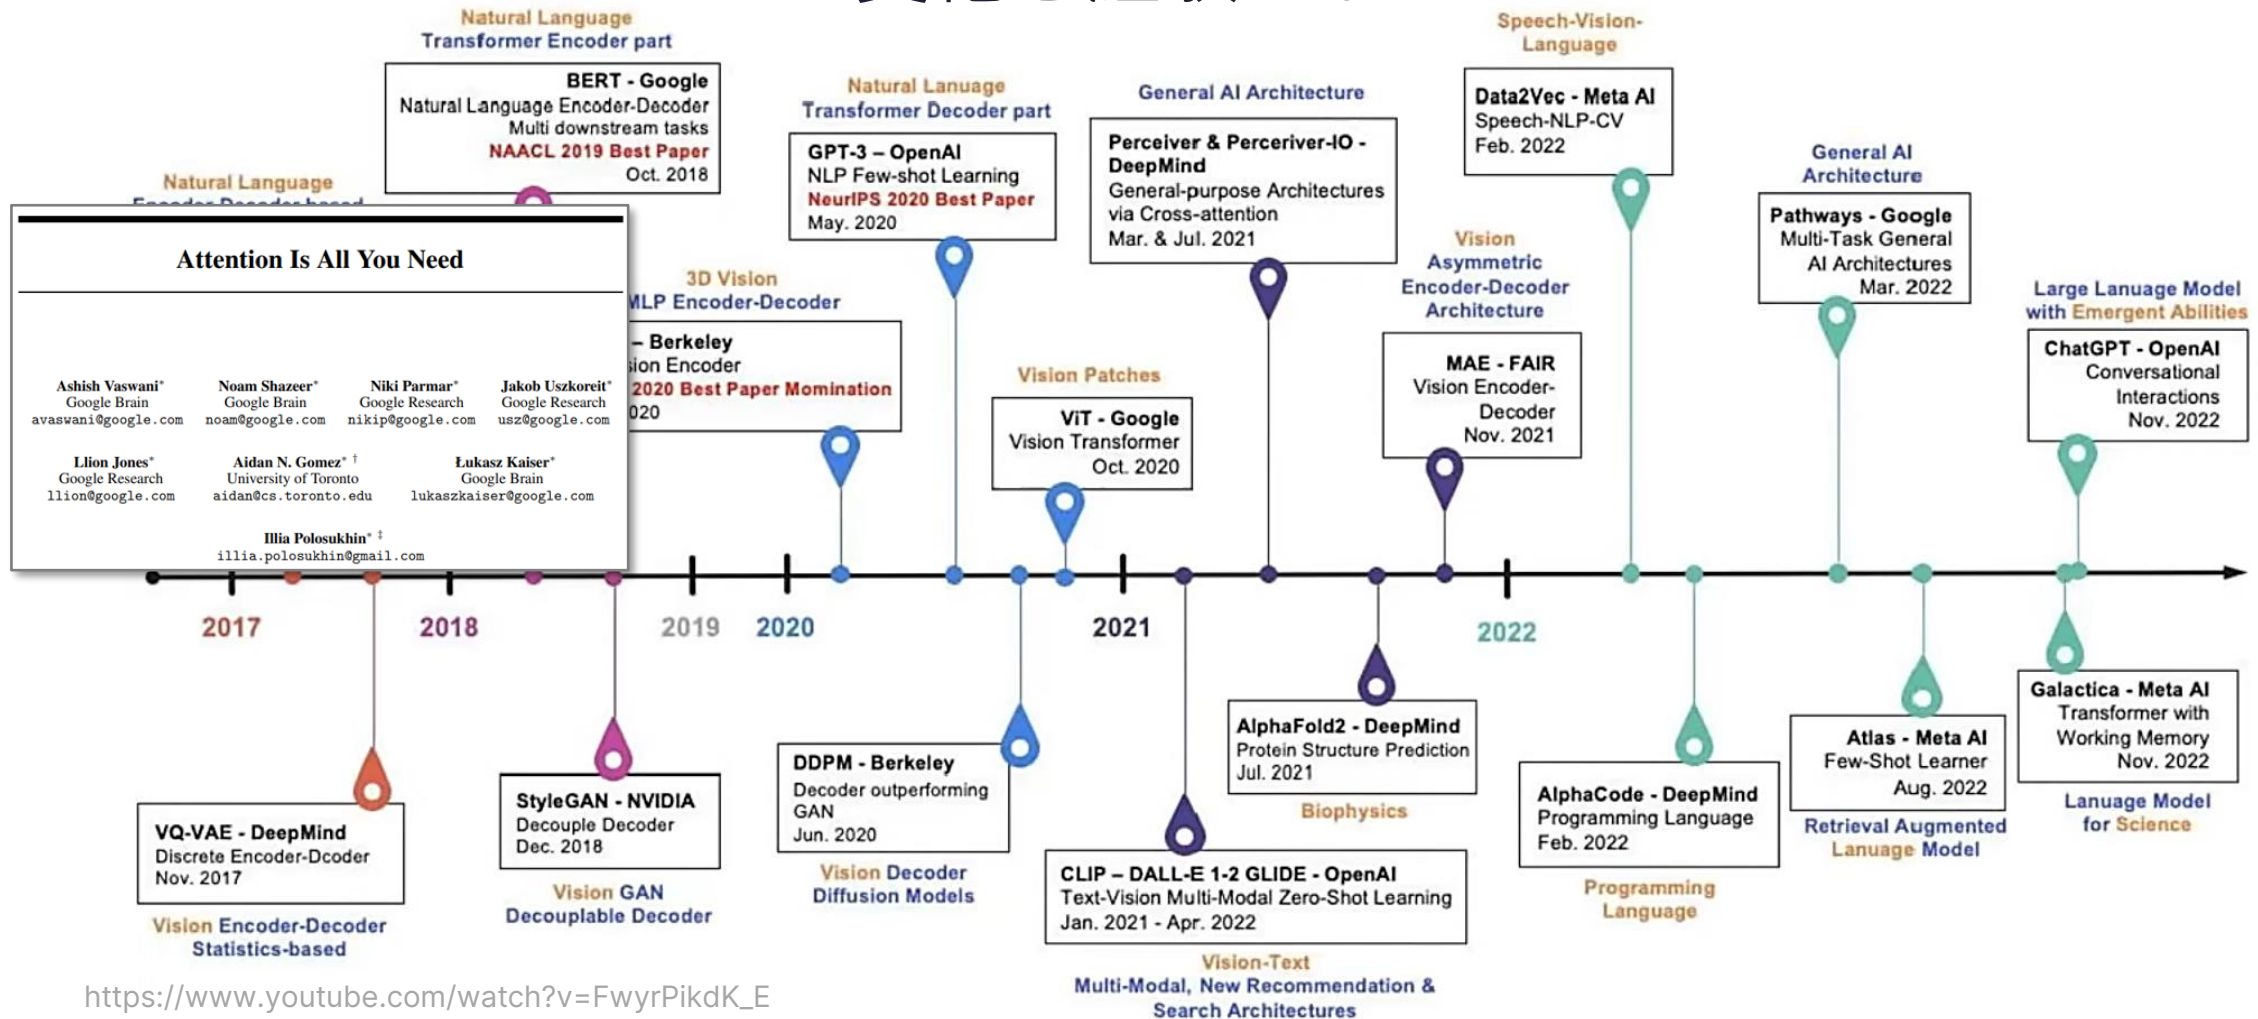 Natural Language
Transformer Encoder part
BERT - Google
Natural Language Encoder-Decoder
Multi downstream tasks
NAACL 2019 Best Paper
Oct. 2018
Natural Language
Encoder-Decoder based
Attention Is All You Need
Ashish Vaswani* Noam Shazeer* Niki Parmar* Jakob Uszkoreit*
Google Brain Google Brain Google Research Google Research
avaswani@google.com noam@google.com nikip@google.com usz@google.com
Llion Jones* Aidan N. Gomez* † Łukasz Kaiser*
Google Research University of Toronto Google Brain
llion@google.com aidan@cs.toronto.edu lukaszkaiser@google.com
Illia Polosukhin* ‡
illia.polosukhin@gmail.com
3D Vision
MLP Encoder-Decoder
– Berkeley
Encoder
2020 Best Paper Momination
Natural Lanuage
Transformer Decoder part
GPT-3 – OpenAI
NLP Few-shot Learning
NeurIPS 2020 Best Paper
May. 2020
Vision Patches
ViT - Google
Vision Transformer
Oct. 2020
General AI Architecture
Perceiver & Perceriver-IO -
DeepMind
General-purpose Architectures
via Cross-attention
Mar. & Jul. 2021
Vision
Asymmetric
Encoder-Decoder
Architecture
MAE - FAIR
Vision Encoder-
Decoder
Nov. 2021
Speech-Vision-
Language
Data2Vec - Meta AI
Speech-NLP-CV
Feb. 2022
General AI
Architecture
Pathways - Google
Multi-Task General
AI Architectures
Mar. 2022
Large Lanuage Model
with Emergent Abilities
ChatGPT - OpenAI
Conversational
Interactions
Nov. 2022
2017 2018 2019 2020 2021 2022
VQ-VAE - DeepMind
Discrete Encoder-Dcoder
Nov. 2017
Vision Encoder-Decoder
Statistics-based
StyleGAN - NVIDIA
Decouple Decoder
Dec. 2018
Vision GAN
Decouplable Decoder
DDPM - Berkeley
Decoder outperforming
GAN
Jun. 2020
Vision Decoder
Diffusion Models
CLIP – DALL-E 1-2 GLIDE - OpenAI
Text-Vision Multi-Modal Zero-Shot Learning
Jan. 2021 - Apr. 2022
Vision-Text
Multi-Modal, New Recommendation &
Search Architectures
AlphaFold2 - DeepMind
Protein Structure Prediction
Jul. 2021
Biophysics
AlphaCode - DeepMind
Programming Language
Feb. 2022
Programming
Language
Atlas - Meta AI
Few-Shot Learner
Aug. 2022
Retrieval Augmented
Lanuage Model
Galactica - Meta AI
Transformer with
Working Memory
Nov. 2022
Lanuage Model
for Science
https://www.youtube.com/watch?v=FwyrPikdK_E